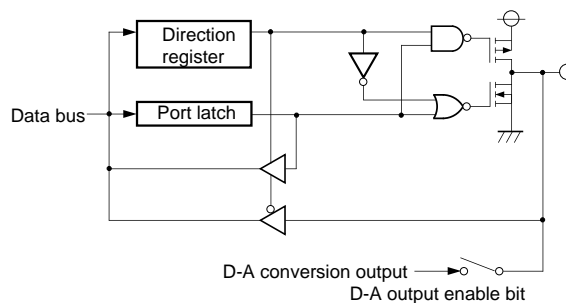 Direction
register
Port latch
Data bus
D-A conversion output
D-A output enable bit